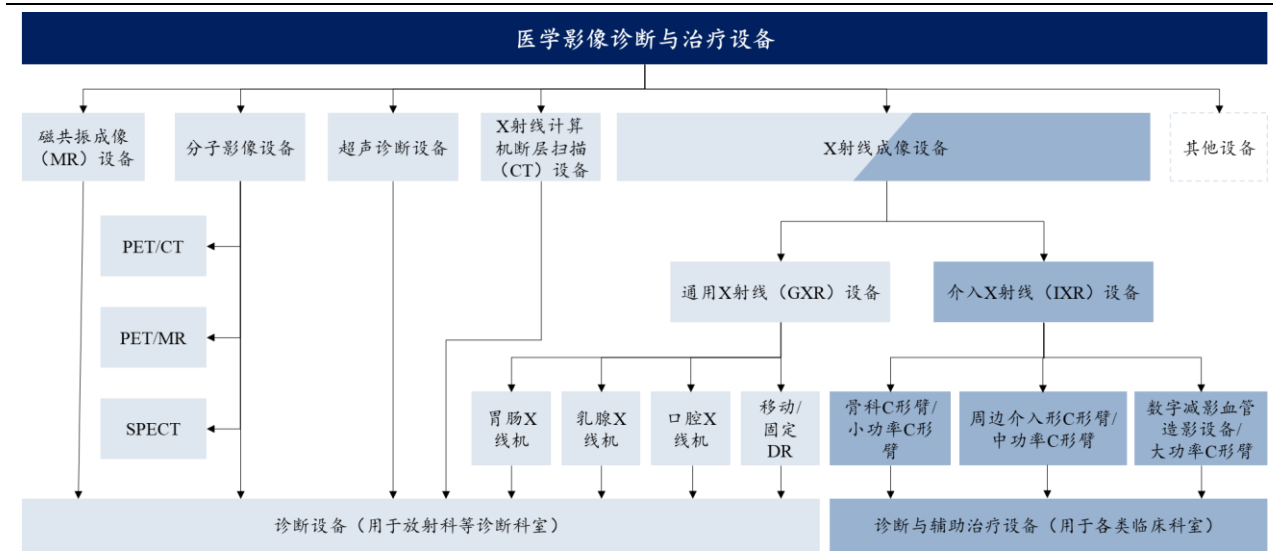 医学影像诊断与治疗设备
磁共振成像
（MR）设备
分子影像设备
超声诊断设备
X射线计算
机断层扫描
（CT）设备
X射线成像设备
其他设备
PET/CT
PET/MR
SPECT
通用X射线（GXR）设备
介入X射线（IXR）设备
胃肠X
线机
乳腺X
线机
口腔X
线机
移动/
固定
DR
骨科C形臂/
小功率C形
臂
周边介入形C形臂/
中功率C形臂
数字减影血管
造影设备/
大功率C形臂
诊断设备（用于放射科等诊断科室）
诊断与辅助治疗设备（用于各类临床科室）